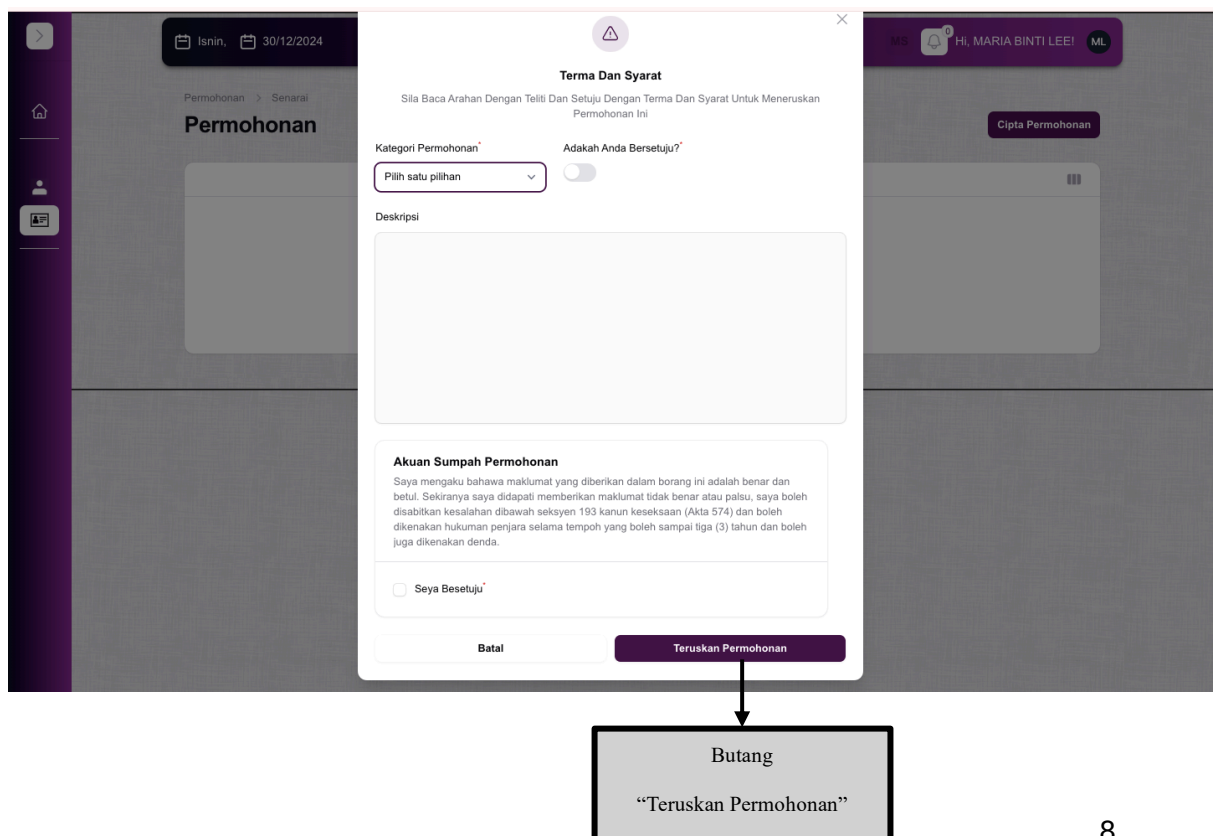 Isnin, 30/12/2024
MS 0 Hi, MARIA BINTI LEE! ML
Permohonan > Senarai
Permohonan
Cipta Permohonan
Terma Dan Syarat
Sila Baca Arahan Dengan Teliti Dan Setuju Dengan Terma Dan Syarat Untuk Meneruskan
Permohonan Ini
Kategori Permohonan* Adakah Anda Bersetuju?*
Pilih satu pilihan
Deskripsi
Akuan Sumpah Permohonan
Saya mengaku bahawa maklumat yang diberikan dalam borang ini adalah benar dan
betul. Sekiranya saya didapati memberikan maklumat tidak benar atau palsu, saya boleh
disabitkan kesalahan dibawah seksyen 193 kanun keseksaan (Akta 574) dan boleh
dikenakan hukuman penjara selama tempoh yang boleh sampai tiga (3) tahun dan boleh
juga dikenakan denda.
Seya Besetuju*
Batal Teruskan Permohonan
Butang
“Teruskan Permohonan”
8